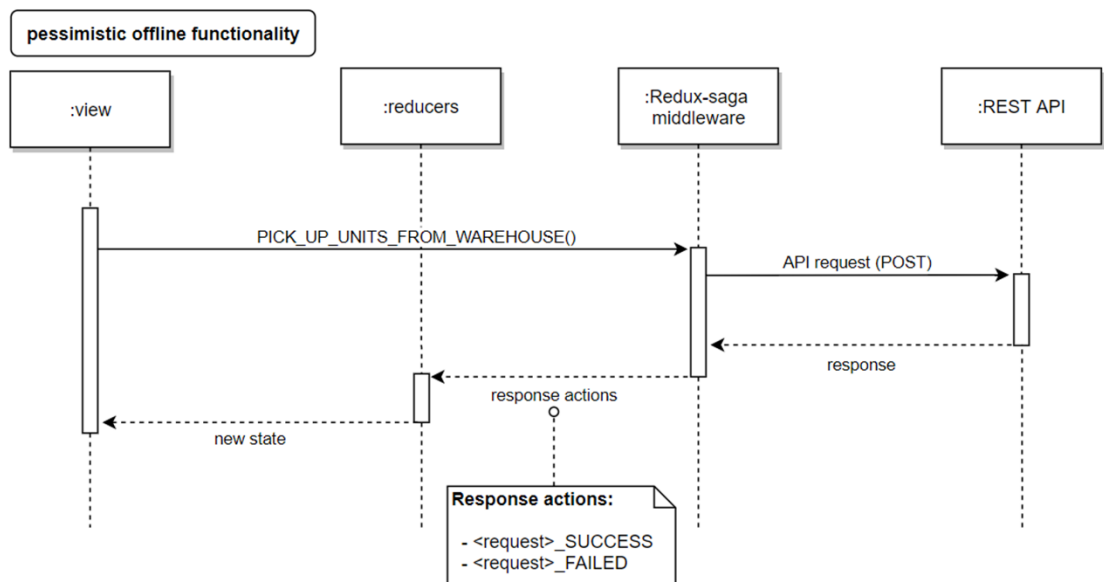 pessimistic offline functionality
:view
:reducers
:Redux-saga
middleware
:REST API
PICK_UP_UNITS_FROM_WAREHOUSE()
API request (POST)
response
response actions
new state
Response actions:
- <request>_SUCCESS
- <request>_FAILED